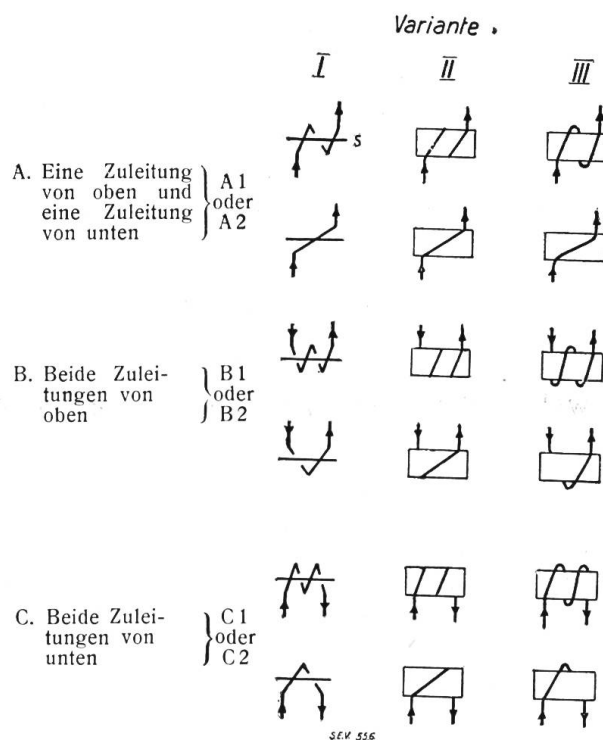 Variante.
I II III
S
A. Eine Zuleitung
von oben und
eine Zuleitung
von unten
A 1
oder
A 2
B. Beide Zulei-
tungen von
oben
B 1
oder
B 2
C. Beide Zulei-
tungen von
unten
C 1
oder
C 2
S.E.V. 556